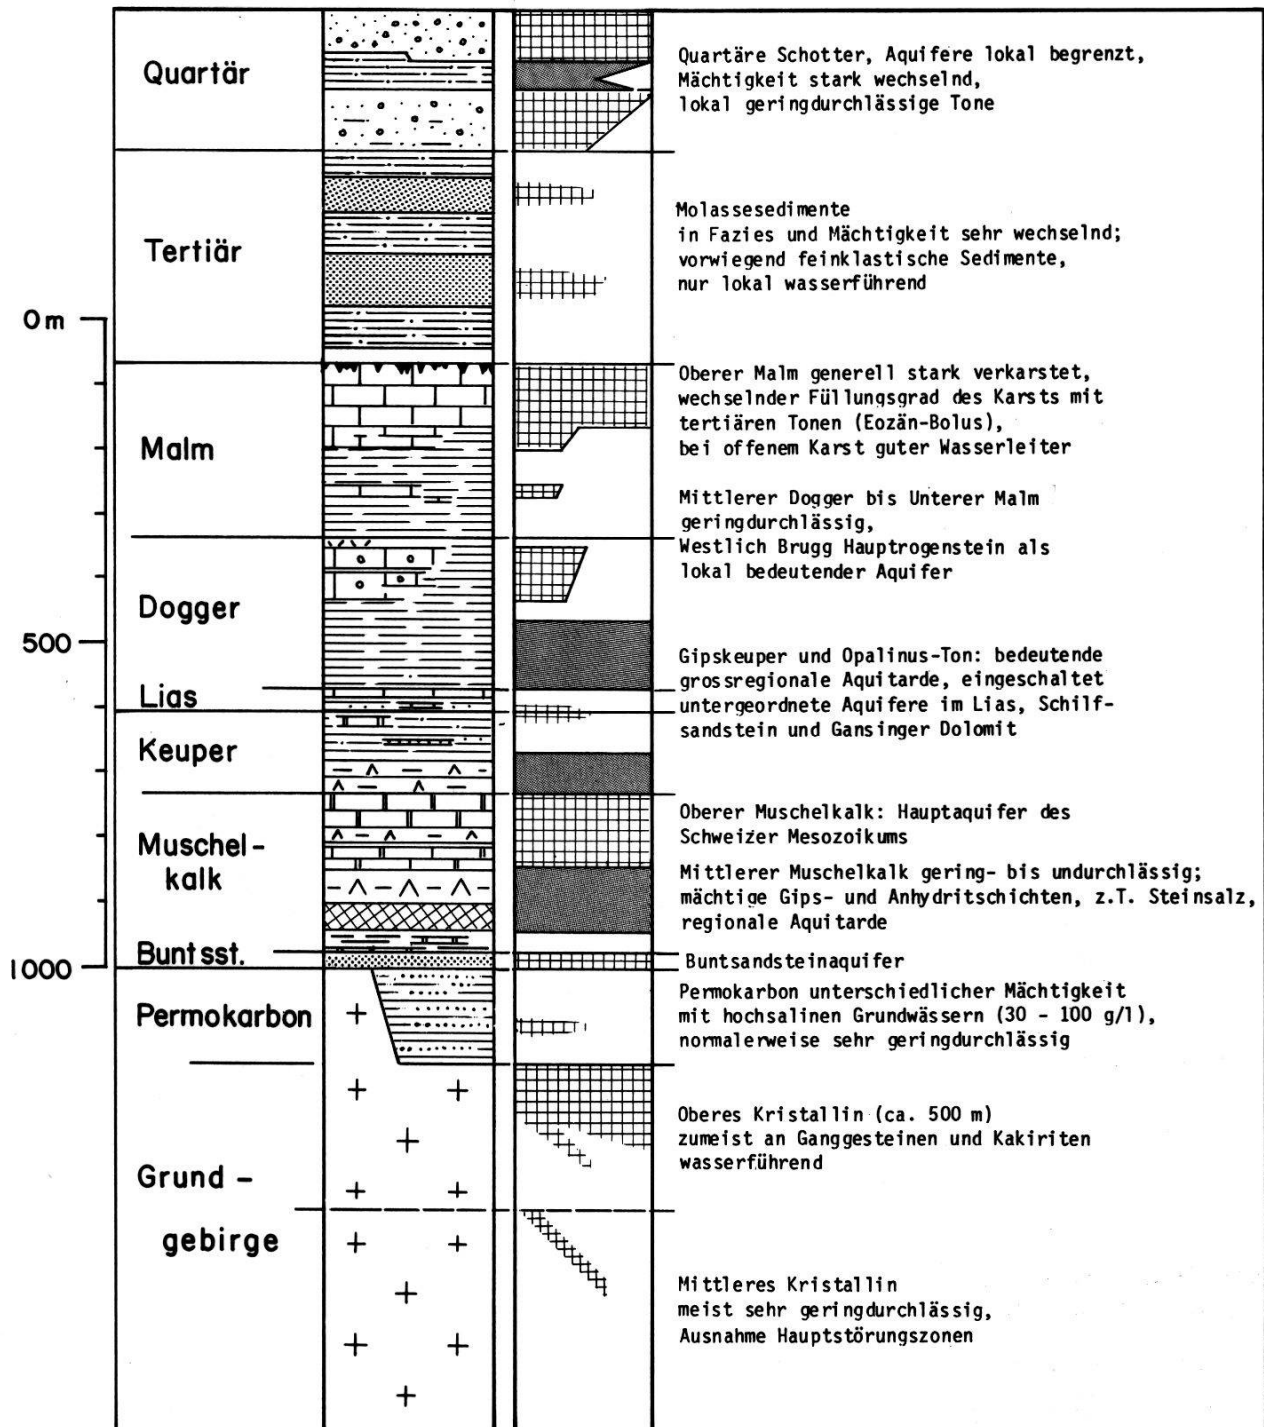 Quartär
Quartäre Schotter, Aquifere lokal begrenzt,
Mächtigkeit stark wechselnd,
lokal geringdurchlässige Tone
Tertiär
Molassesedimente
in Fazies und Mächtigkeit sehr wechselnd;
vorwiegend feinklastische Sedimente,
nur lokal wasserführend
0 m
Malm
Oberer Malm generell stark verkarstet,
wechselnder Füllungsgrad des Karsts mit
tertiären Tonen (Eozän-Bolus),
bei offenem Karst guter Wasserleiter
Mittlerer Dogger bis Unterer Malm
geringdurchlässig,
Westlich Brugg Hauptrogenstein als
lokal bedeutender Aquifer
Dogger
500
Lias
Gipskeuper und Opalinus-Ton: bedeutende
grossregionale Aquitarde, eingeschaltet
untergeordnete Aquifere im Lias, Schilf-
sandstein und Gansinger Dolomit
Keuper
Muschel-
kalk
Oberer Muschelkalk: Hauptaquifer des
Schweizer Mesozoikums
Mittlerer Muschelkalk gering- bis undurchlässig;
mächtige Gips- und Anhydritschichten, z.T. Steinsalz,
regionale Aquitarde
Buntsst.
Buntsandsteinaquifer
1000
Permokarbon
Permokarbon unterschiedlicher Mächtigkeit
mit hochsalinen Grundwässern (30 - 100 g/l),
normalerweise sehr geringdurchlässig
Grund-
gebirge
Oberes Kristallin (ca. 500 m)
zumeist an Ganggesteinen und Kakiriten
wasserführend
Mittleres Kristallin
meist sehr geringdurchlässig,
Ausnahme Hauptstörungszonen